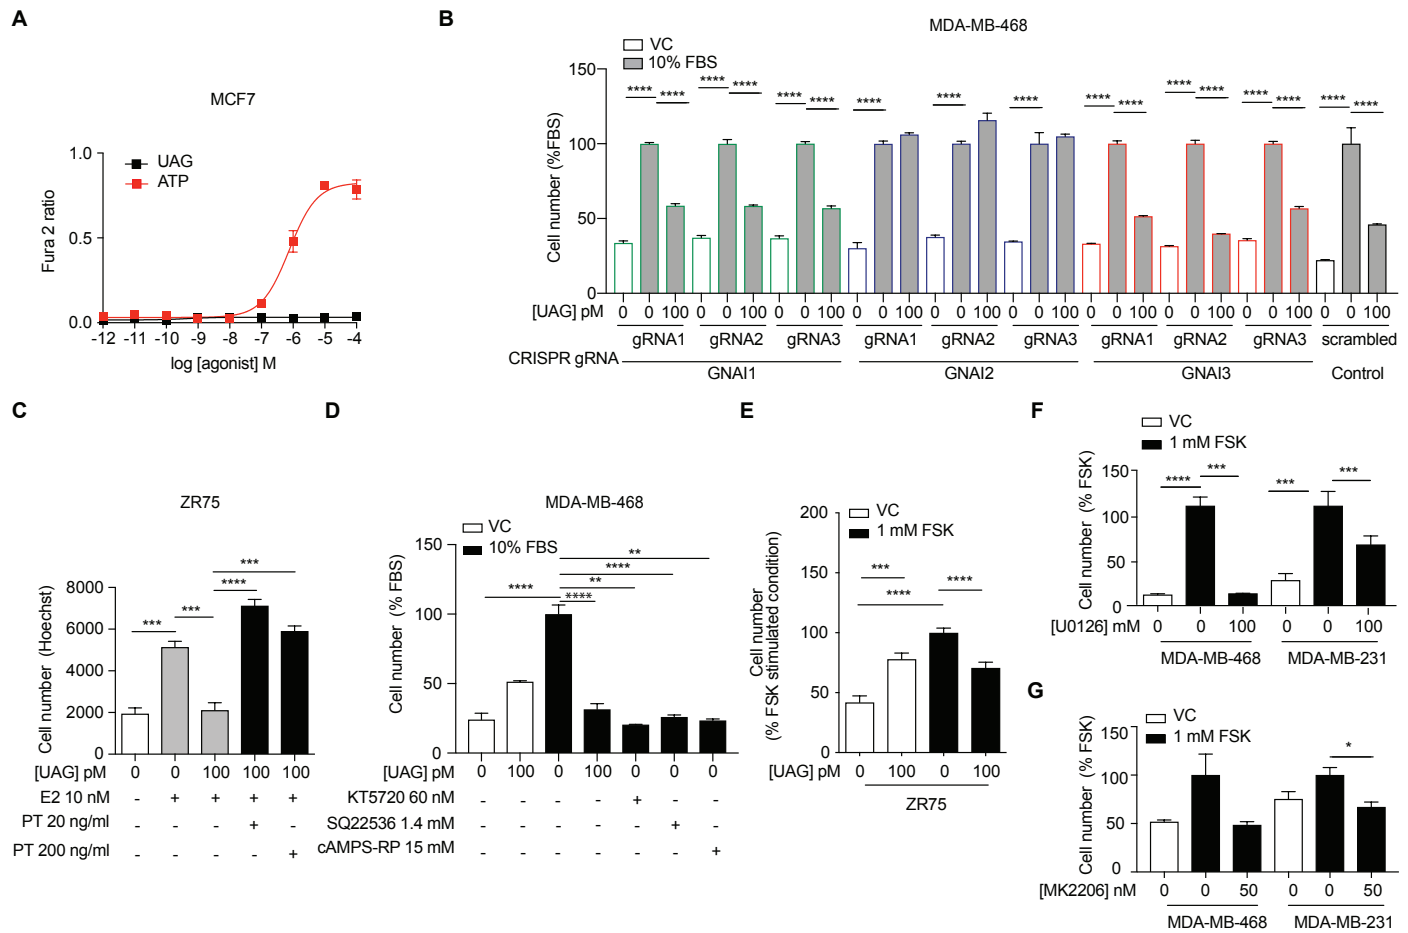 A
MCF7
UAG
ATP
Fura 2 ratio
1.0
0.5
0.0
-12 -11 -10 -9 -8 -7 -6 -5 -4
log [agonist] M
B
MDA-MB-468
VC
10% FBS
Cell number (%FBS)
150
100
50
0
**** **** **** **** **** **** **** **** **** **** **** **** **** **** **** **** ****
[UAG] pM 0 0 100 0 0 100 0 0 100 0 0 100 0 0 100 0 0 100 0 0 100 0 0 100 0 0 100 0 0 100
gRNA1 gRNA2 gRNA3 gRNA1 gRNA2 gRNA3 gRNA1 gRNA2 gRNA3 scrambled
CRISPR gRNA
GNAI1 GNAI2 GNAI3 Control
C
ZR75
Cell number (Hoechst)
8000
6000
4000
2000
0
*** *** **** ***
[UAG] pM 0 0 100 100 100
E2 10 nM - + + + +
PT 20 ng/ml - - - + -
PT 200 ng/ml - - - - +
D
MDA-MB-468
VC
10% FBS
Cell number (% FBS)
150
100
50
0
**
****
**** **
****
[UAG] pM 0 100 0 100 0 0 0
KT5720 60 nM - - - - + - -
SQ22536 1.4 mM - - - - - + -
cAMPS-RP 15 mM - - - - - - +
E
VC
1 mM FSK
Cell number
(% FSK stimulated condition)
200
150
100
50
0
*** ****
****
[UAG] pM 0 100 0 100
ZR75
F
VC
1 mM FSK
Cell number (% FSK)
150
100
50
0
**** *** *** ***
[U0126] mM 0 0 100 0 0 100
MDA-MB-468 MDA-MB-231
G
VC
1 mM FSK
Cell number (% FSK)
150
100
50
0
*
[MK2206] nM 0 0 50 0 0 50
MDA-MB-468 MDA-MB-231